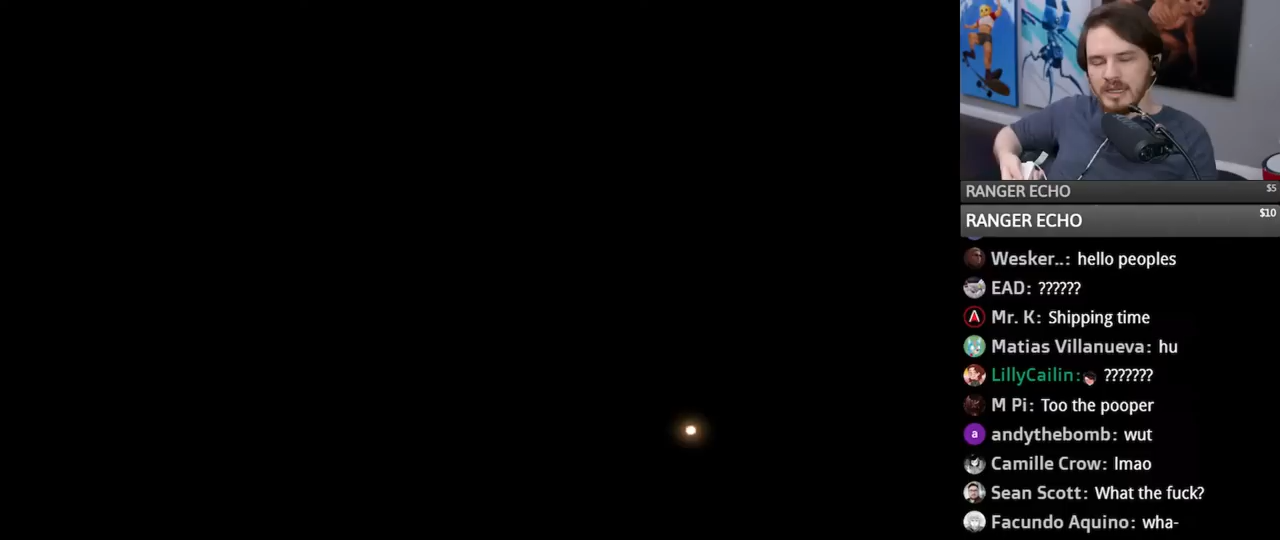 RANGER ECHO $5
RANGER ECHO $10
Wesker..: hello peoples
EAD: ??????
Mr. K: Shipping time
Matias Villanueva: hu
LillyCailin: ???????
M Pi: Too the pooper
a andythebomb: wut
Camille Crow: lmao
Sean Scott: What the fuck?
Facundo Aquino: wha-